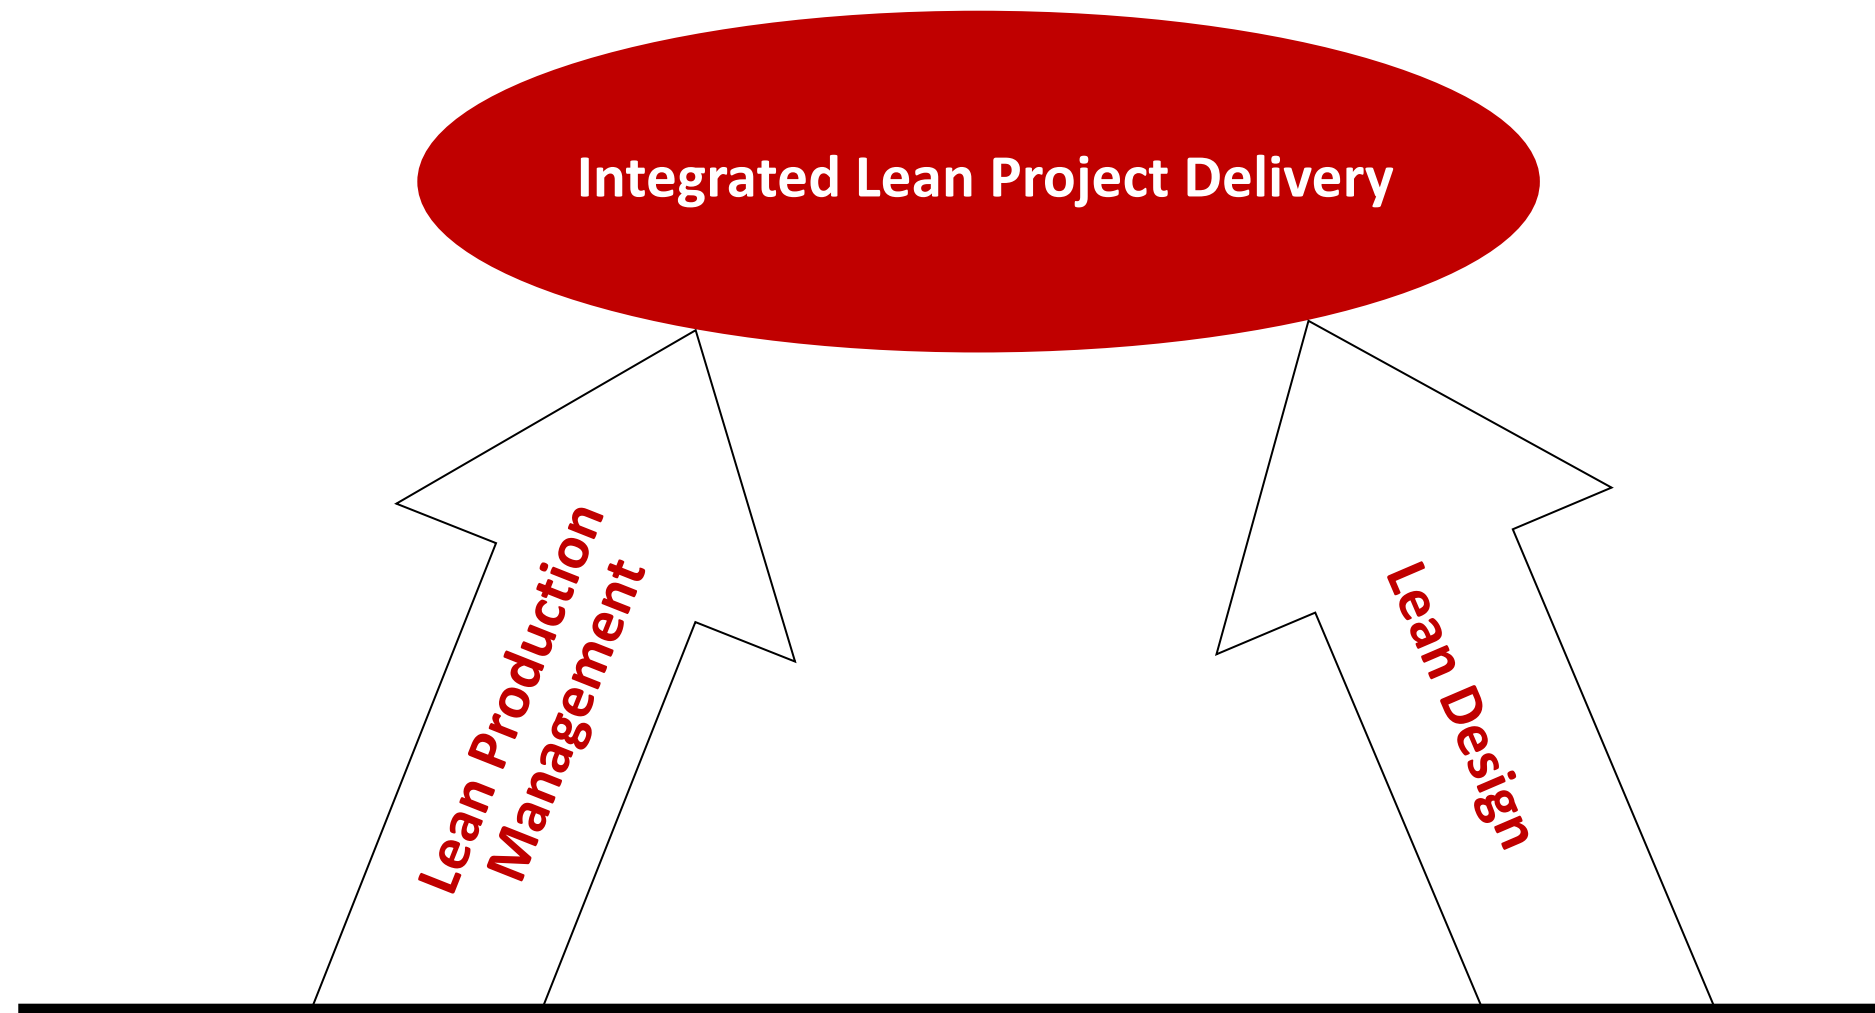 Integrated Lean Project Delivery
Lean Production
Management
Lean Design